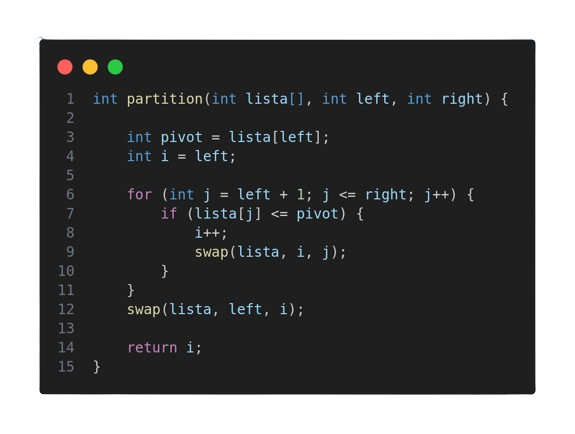 1 int partition(int lista[], int left, int right) {
2
3     int pivot = lista[left];
4     int i = left;
5
6     for (int j = left + 1; j <= right; j++) {
7         if (lista[j] <= pivot) {
8             i++;
9             swap(lista, i, j);
10         }
11     }
12     swap(lista, left, i);
13
14     return i;
15 }